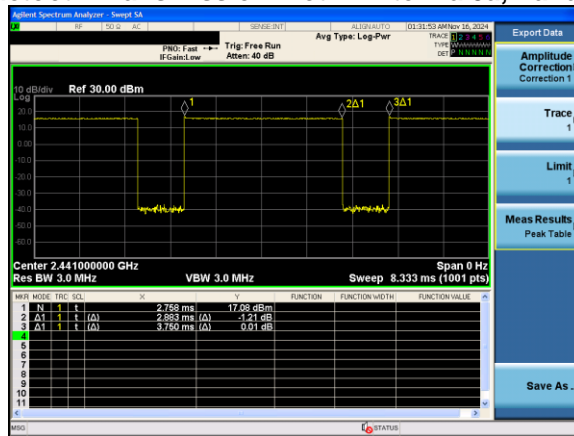 Agilent Spectrum Analyzer - Swept SA
RF 50 Ω AC SENSE:INT ALIGNAUTO 01:31:53 AM Nov 16, 2024
Avg Type: Log-Pwr
TRACE 1 2 3 4 5 6
PNO: Fast Trig: Free Run
TYPE W
IFGain:Low Atten: 40 dB
DET P N N N N N
10 dB/div Ref 30.00 dBm
Log
1 2Δ1 3Δ1
20.0
10.0
0.00
-10.0
-20.0
-30.0
-40.0
-50.0
-60.0
Center 2.441000000 GHz Span 0 Hz
Res BW 3.0 MHz VBW 3.0 MHz Sweep 8.333 ms (1001 pts)
MKR MODE TRC SCL X Y FUNCTION FUNCTION WIDTH FUNCTION VALUE
1 N 1 t 2.758 ms 17.08 dBm
2 Δ1 1 t (Δ) 2.883 ms (Δ) -1.21 dB
3 Δ1 1 t (Δ) 3.750 ms (Δ) 0.01 dB
4
5
6
7
8
9
10
11
MSG STATUS
Export Data
Amplitude
Correction
Correction 1
Trace
1
Limit
1
Meas Results
Peak Table
Save As ..